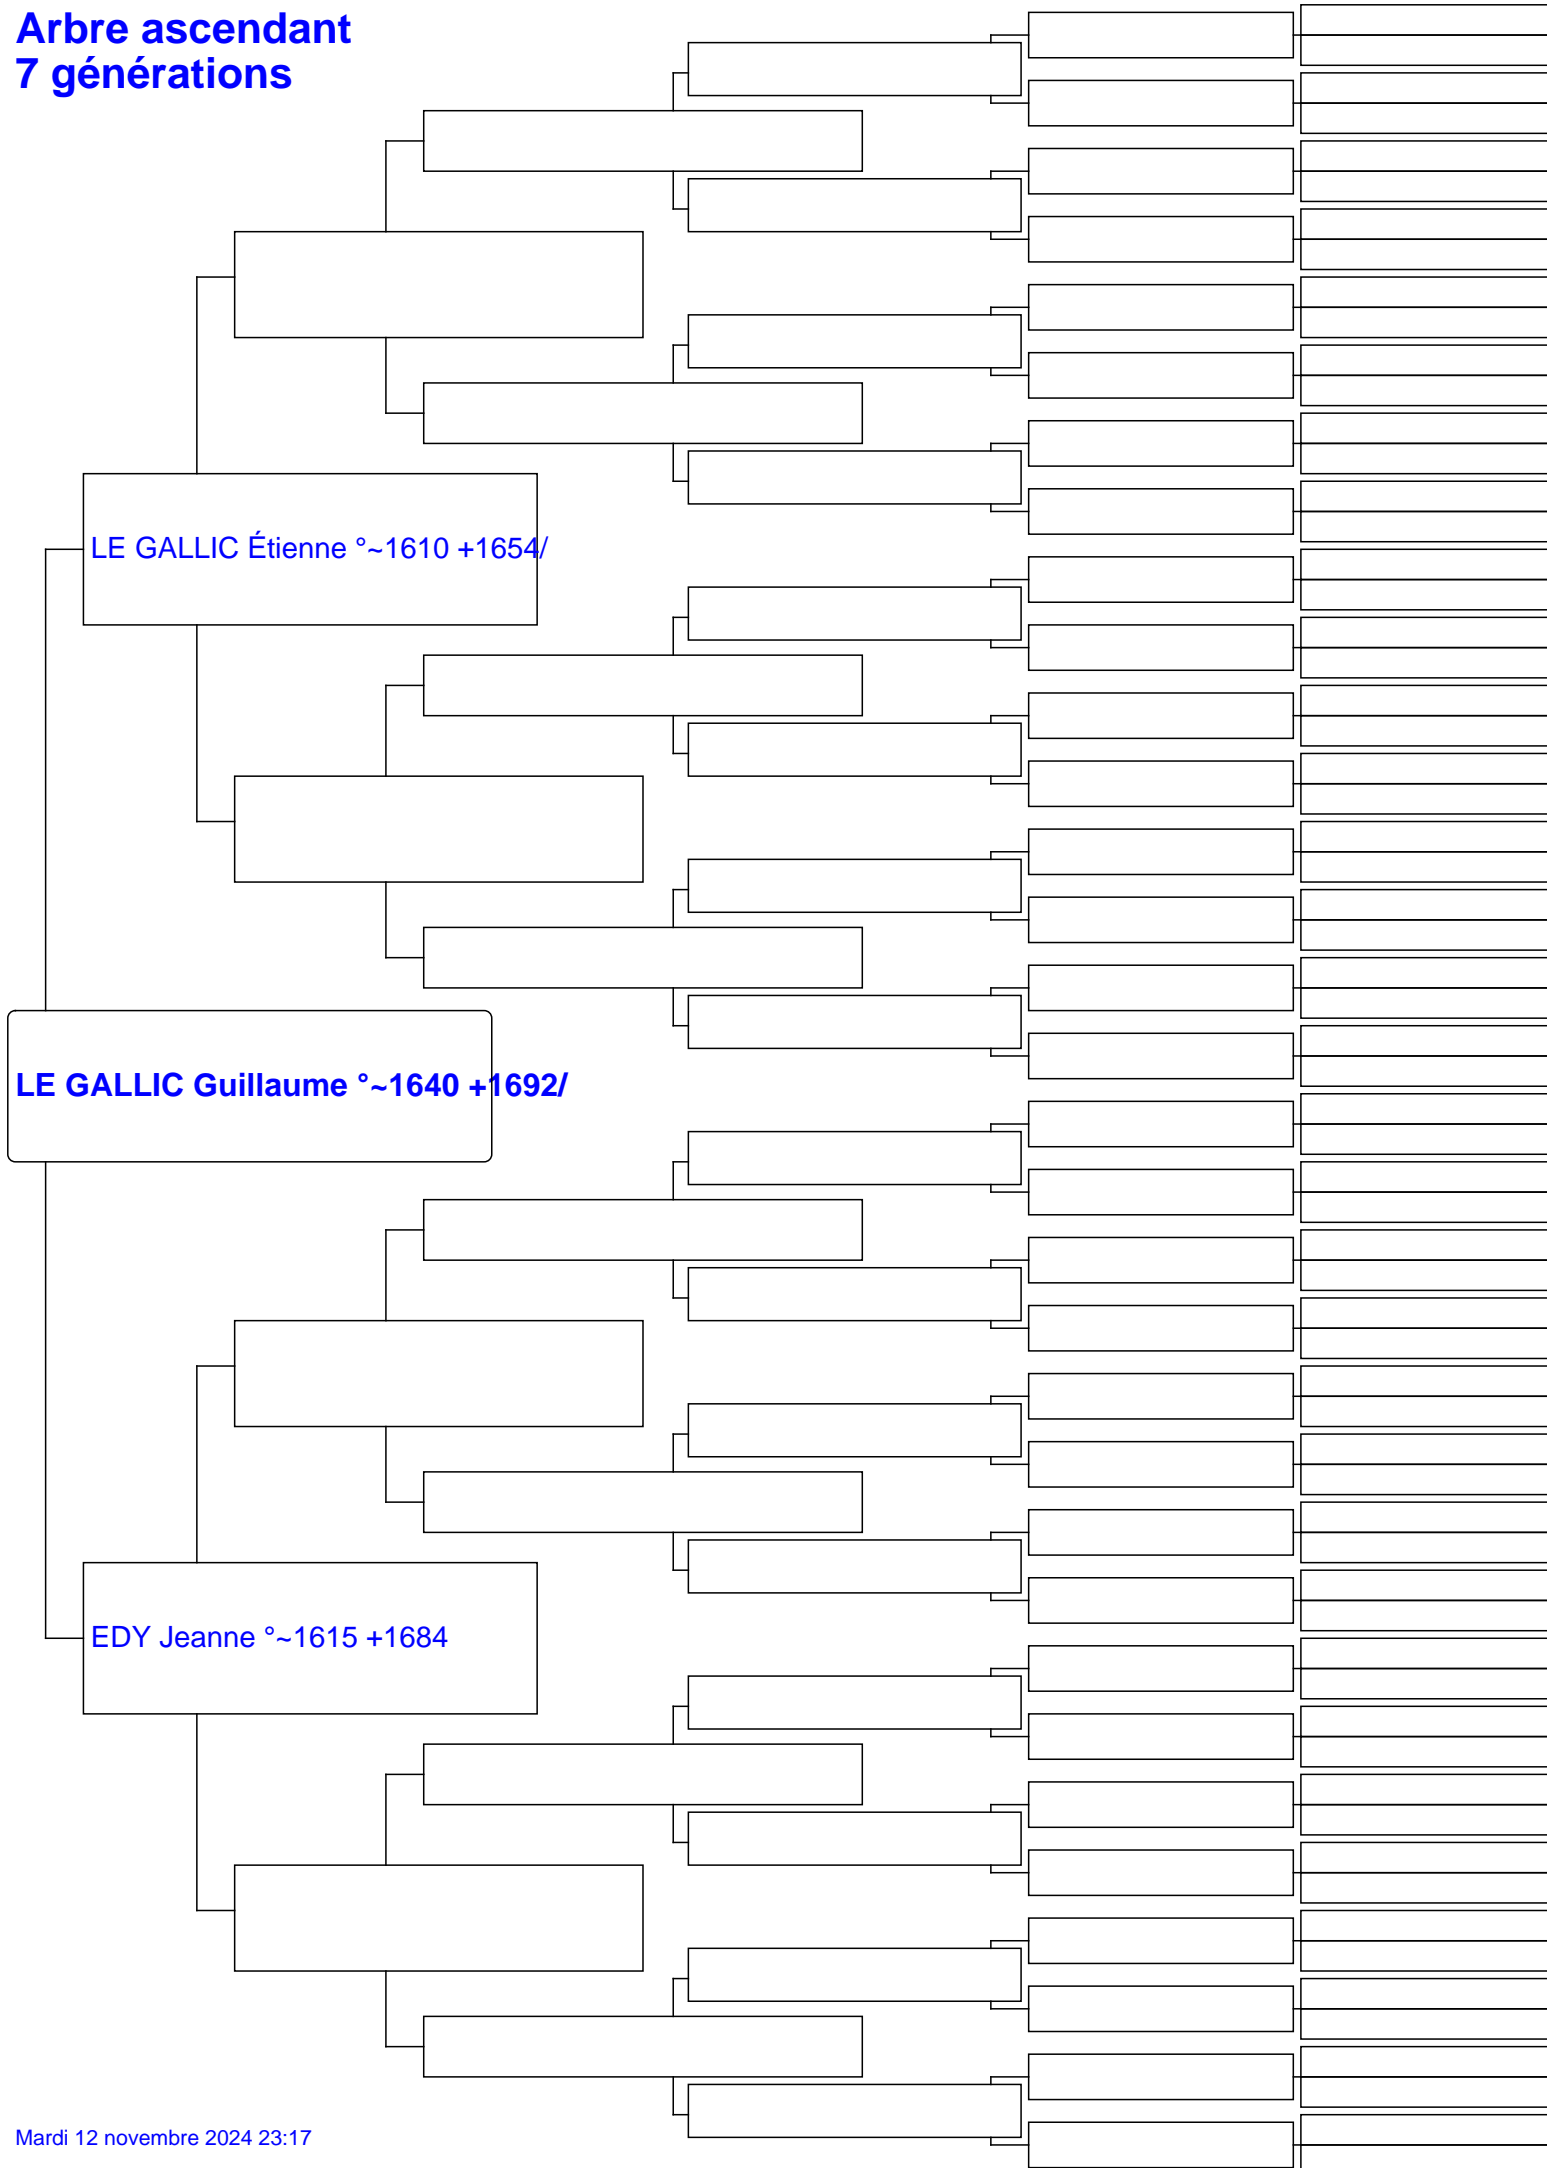 Arbre ascendant
7 générations
LE GALLIC Étienne °~1610 +1654/
LE GALLIC Guillaume °~1640 +1692/
EDY Jeanne °~1615 +1684
Mardi 12 novembre 2024 23:17